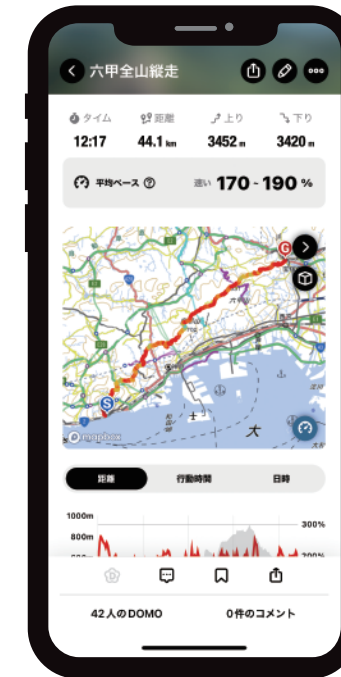 六甲全山縦走
タイム 距離 上り 下り
12:17 44.1 km 3452 m 3420 m
平均ペース ? 速い 170 - 190 %
G
S
大
mapbox
距離 行動時間 日時
1000m
300%
800m
200%
42人のDOMO 0件のコメント